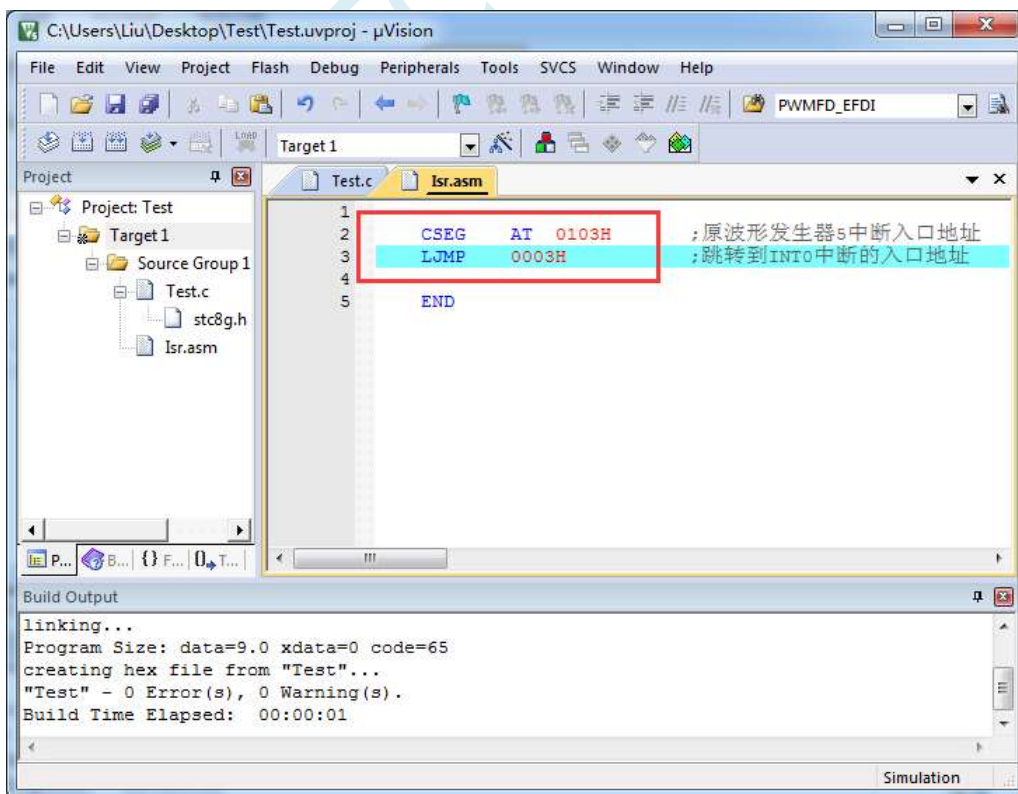 C:\Users\Liu\Desktop\Test\Test.uvproj - µVision
File Edit View Project Flash Debug Peripherals Tools SVCS Window Help
PWMFD_EFDI
LOAD Target 1
Project
Test.c Isr.asm
Project: Test
Target 1
Source Group 1
Test.c
stc8g.h
Isr.asm
1
2 CSEG AT 0103H ;原波形发生器5中断入口地址
3 LJMP 0003H ;跳转到INT0中断的入口地址
4
5 END
P... B... {} F... 0 T...
Build Output
linking...
Program Size: data=9.0 xdata=0 code=65
creating hex file from "Test"...
"Test" - 0 Error(s), 0 Warning(s).
Build Time Elapsed: 00:00:01
Simulation